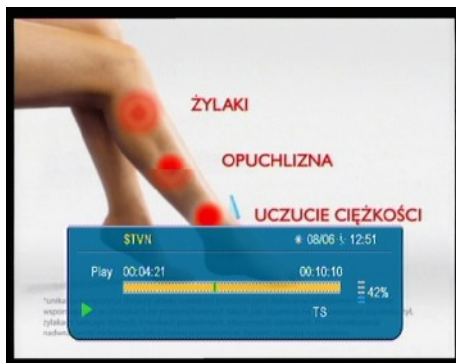 ŻYLAKI
OPUCHLIZNA
UCZUCIE CIĘŻKOŚCI
STVN 08/06 12:51
Play 00:04:21 00:10:10
42%
TS